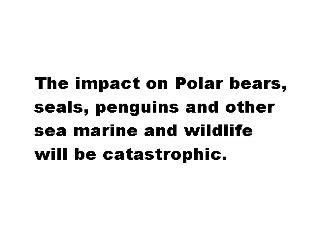 The impact on Polar bears,
seals, penguins and other
sea marine and wildlife
will be catastrophic.